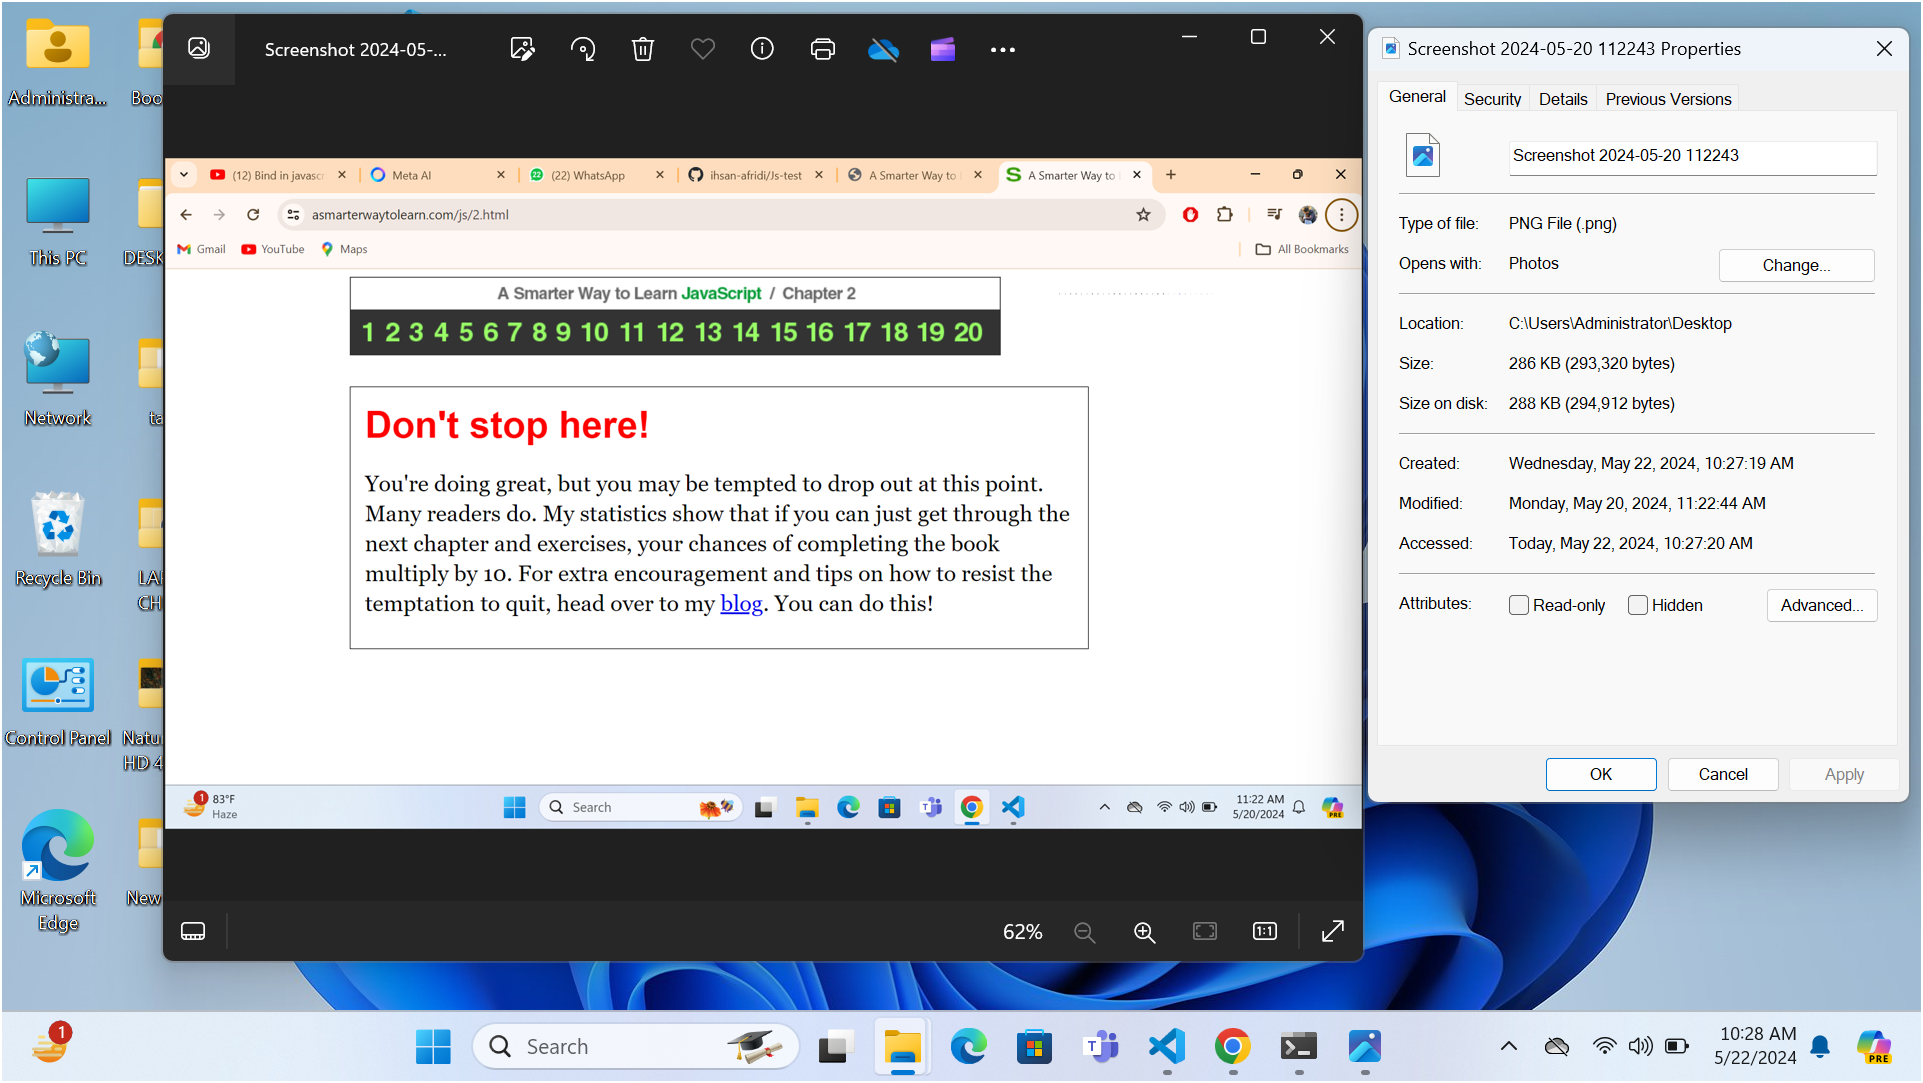 Administra...
Boo
This PC
DESK
Network
ta
Recycle Bin
LAI
CH
Control Panel
Natu
HD 4
Microsoft
Edge
New
Screenshot 2024-05-...
(12) Bind in javascr
Meta AI
22
(22) WhatsApp
ihsan-afridi/Js-test
A Smarter Way to
A Smarter Way to
asmarterwaytolearn.com/js/2.html
Gmail
YouTube
Maps
All Bookmarks
A Smarter Way to Learn JavaScript / Chapter 2
1 2 3 4 5 6 7 8 9 10 11 12 13 14 15 16 17 18 19 20
Don't stop here!
You're doing great, but you may be tempted to drop out at this point.
Many readers do. My statistics show that if you can just get through the
next chapter and exercises, your chances of completing the book
multiply by 10. For extra encouragement and tips on how to resist the
temptation to quit, head over to my blog. You can do this!
1
83°F
Haze
Search
11:22 AM
5/20/2024
PRE
62%
1:1
Screenshot 2024-05-20 112243 Properties
General
Security
Details
Previous Versions
Screenshot 2024-05-20 112243
Type of file: PNG File (.png)
Opens with: Photos
Change...
Location: C:\Users\Administrator\Desktop
Size: 286 KB (293,320 bytes)
Size on disk: 288 KB (294,912 bytes)
Created: Wednesday, May 22, 2024, 10:27:19 AM
Modified: Monday, May 20, 2024, 11:22:44 AM
Accessed: Today, May 22, 2024, 10:27:20 AM
Attributes: Read-only Hidden
Advanced...
OK
Cancel
Apply
1
Search
10:28 AM
5/22/2024
PRE